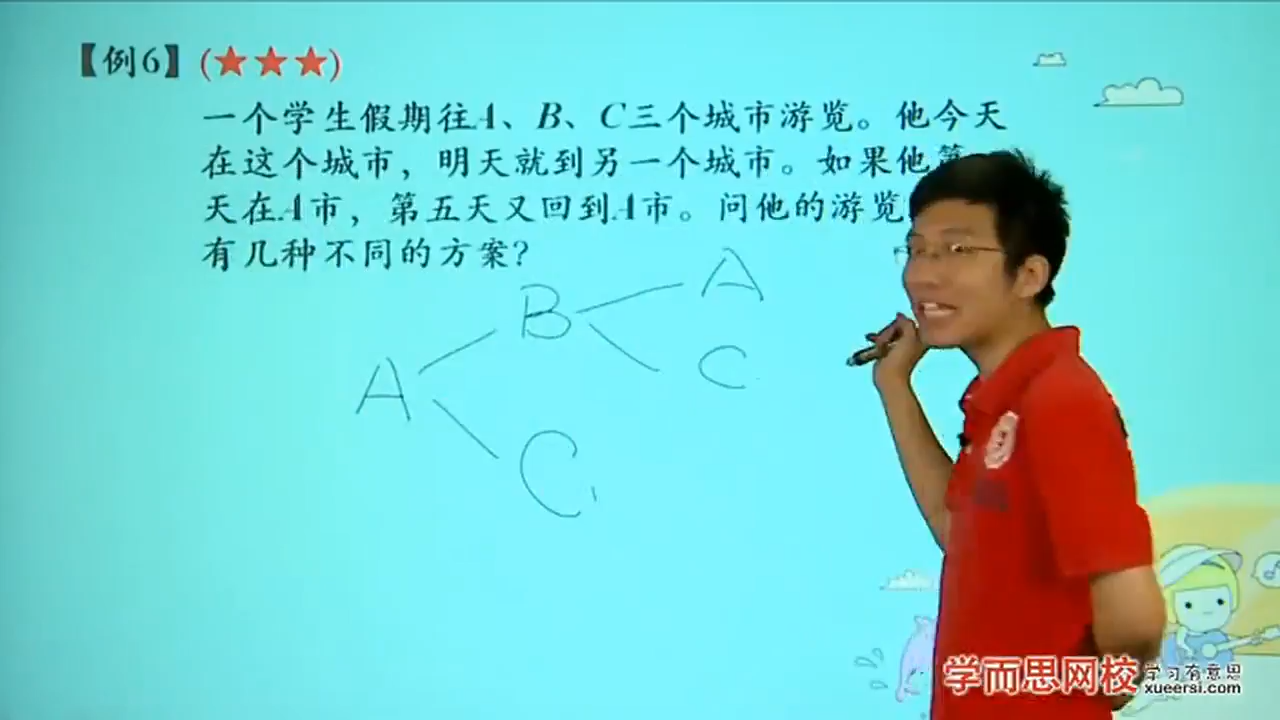 【例6】(★★★)
一个学生假期往A、B、C三个城市游览。他今天
在这个城市，明天就到另一个城市。如果他第
天在A市，第五天又回到A市。问他的游览
有几种不同的方案？
A
B
A
C
C
学而思网校 学习有意思
xueersi.com